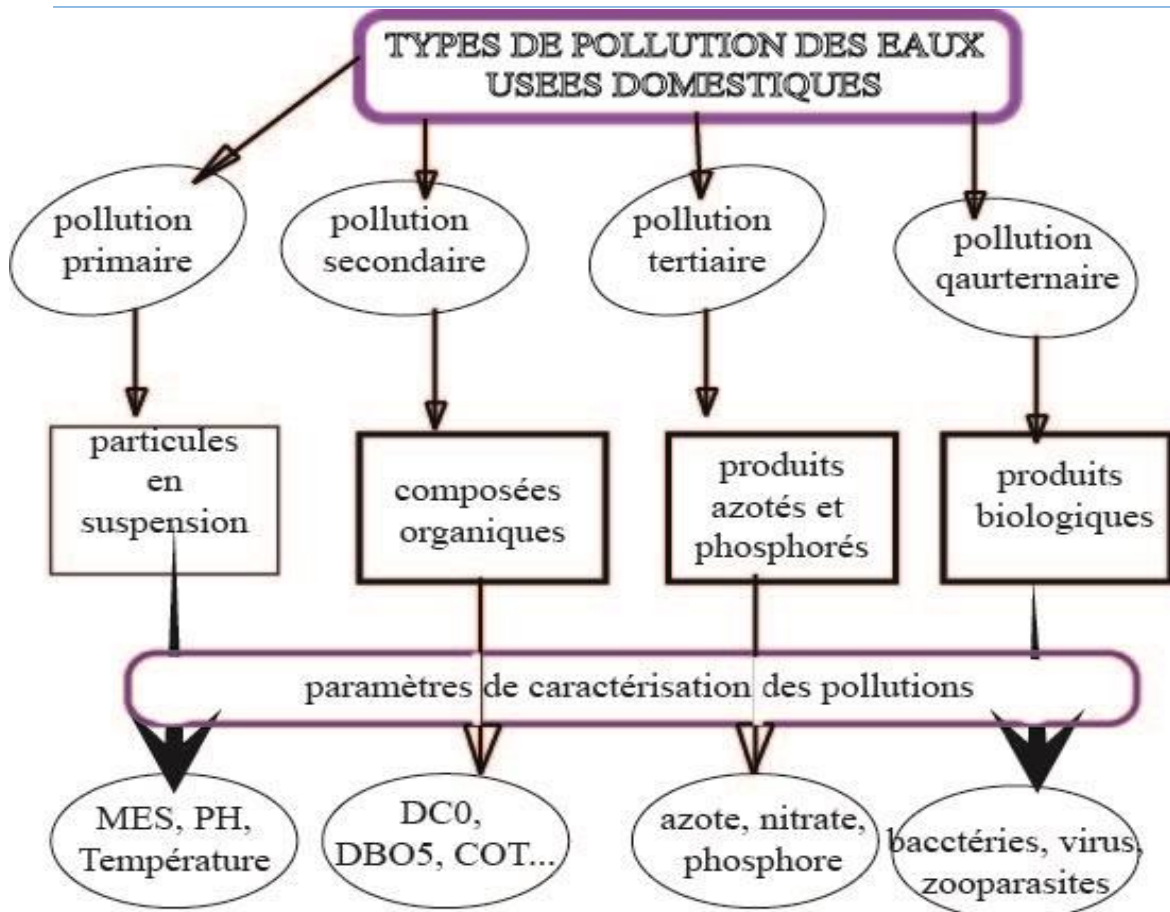 TYPES DE POLLUTION DES EAUX
USEES DOMESTIQUES
pollution
primaire
pollution
secondaire
pollution
tertiaire
pollution
qaurternaire
particules
en
suspension
composées
organiques
produits
azotés et
phosphorés
produits
biologiques
paramètres de caractérisation des pollutions
MES, PH,
Température
DC0,
DBO5, COT...
azote, nitrate,
phosphore
bacctéries, virus,
zooparasites